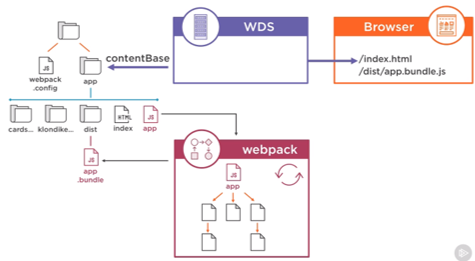 WDS
Browser
contentBase
/index.html
/dist/app.bundle.js
JS
webpack
.config
app
cards...
klondike...
dist
HTML
index
JS
app
JS
app
.bundle
webpack
JS
app